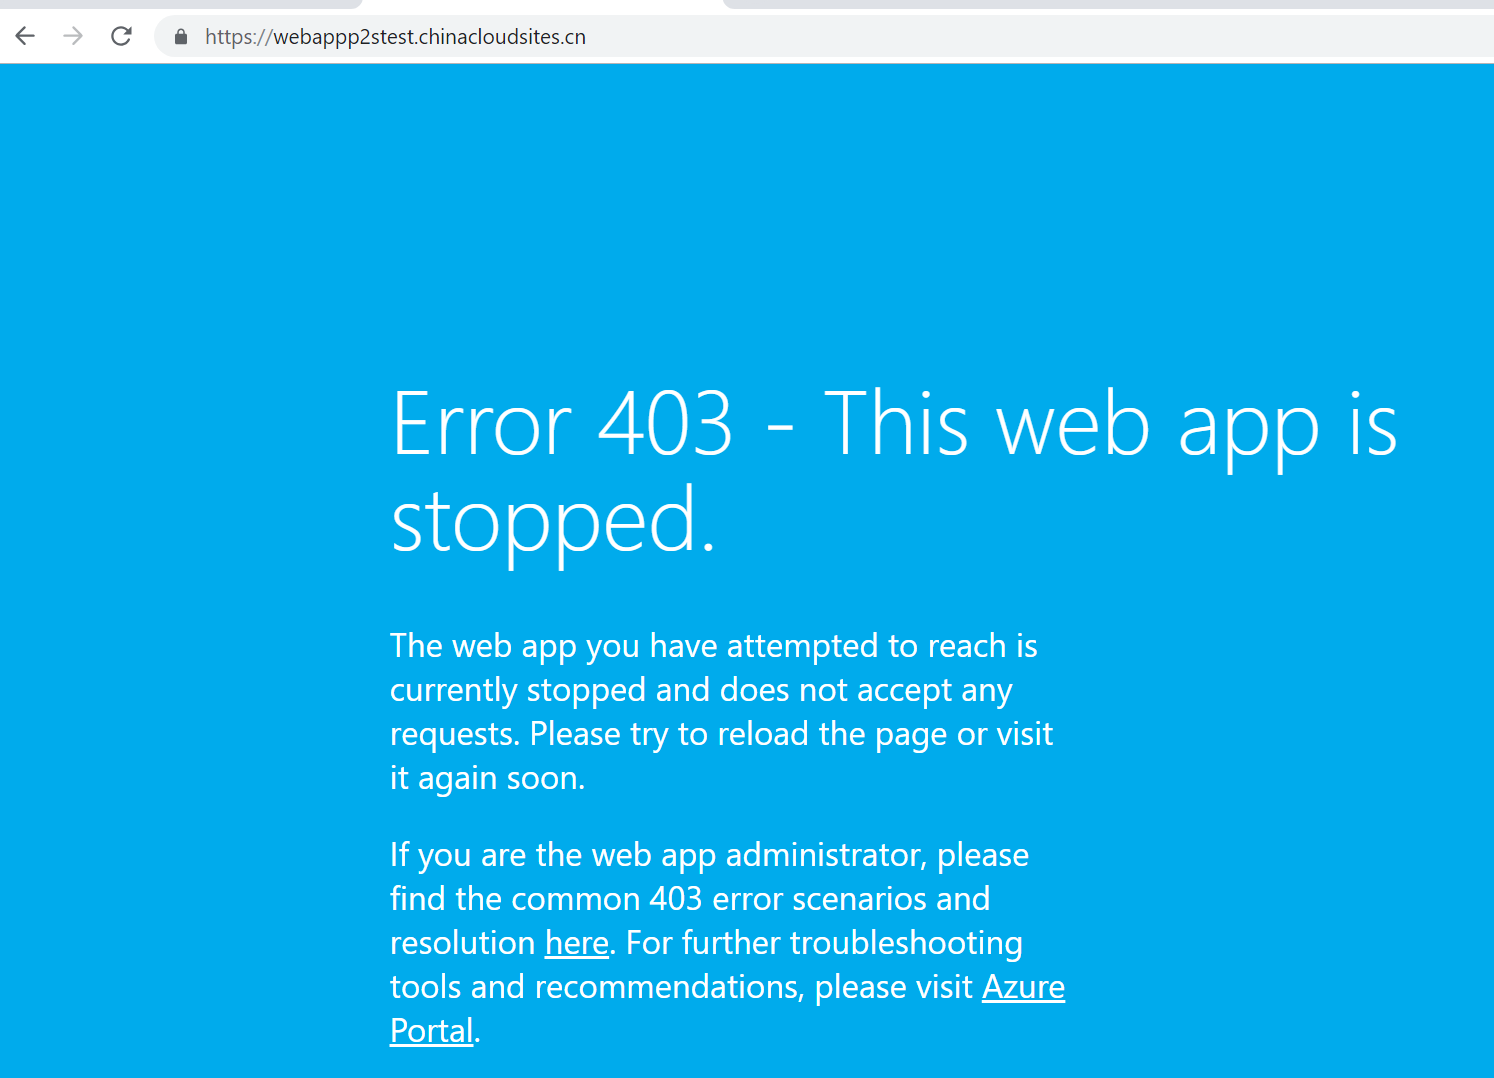 https://webappp2stest.chinacloudsites.cn
Error 403 - This web app is
stopped.
The web app you have attempted to reach is
currently stopped and does not accept any
requests. Please try to reload the page or visit
it again soon.
If you are the web app administrator, please
find the common 403 error scenarios and
resolution here. For further troubleshooting
tools and recommendations, please visit Azure
Portal.